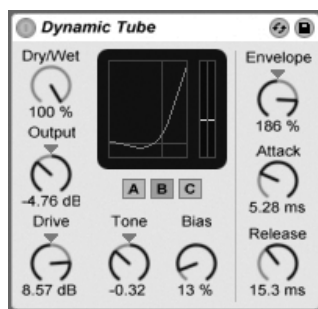 Dynamic Tube
Dry/Wet
100 %
Output
-4.76 dB
A B C
Drive
8.57 dB
Tone
-0.32
Bias
13 %
Envelope
186 %
Attack
5.28 ms
Release
15.3 ms